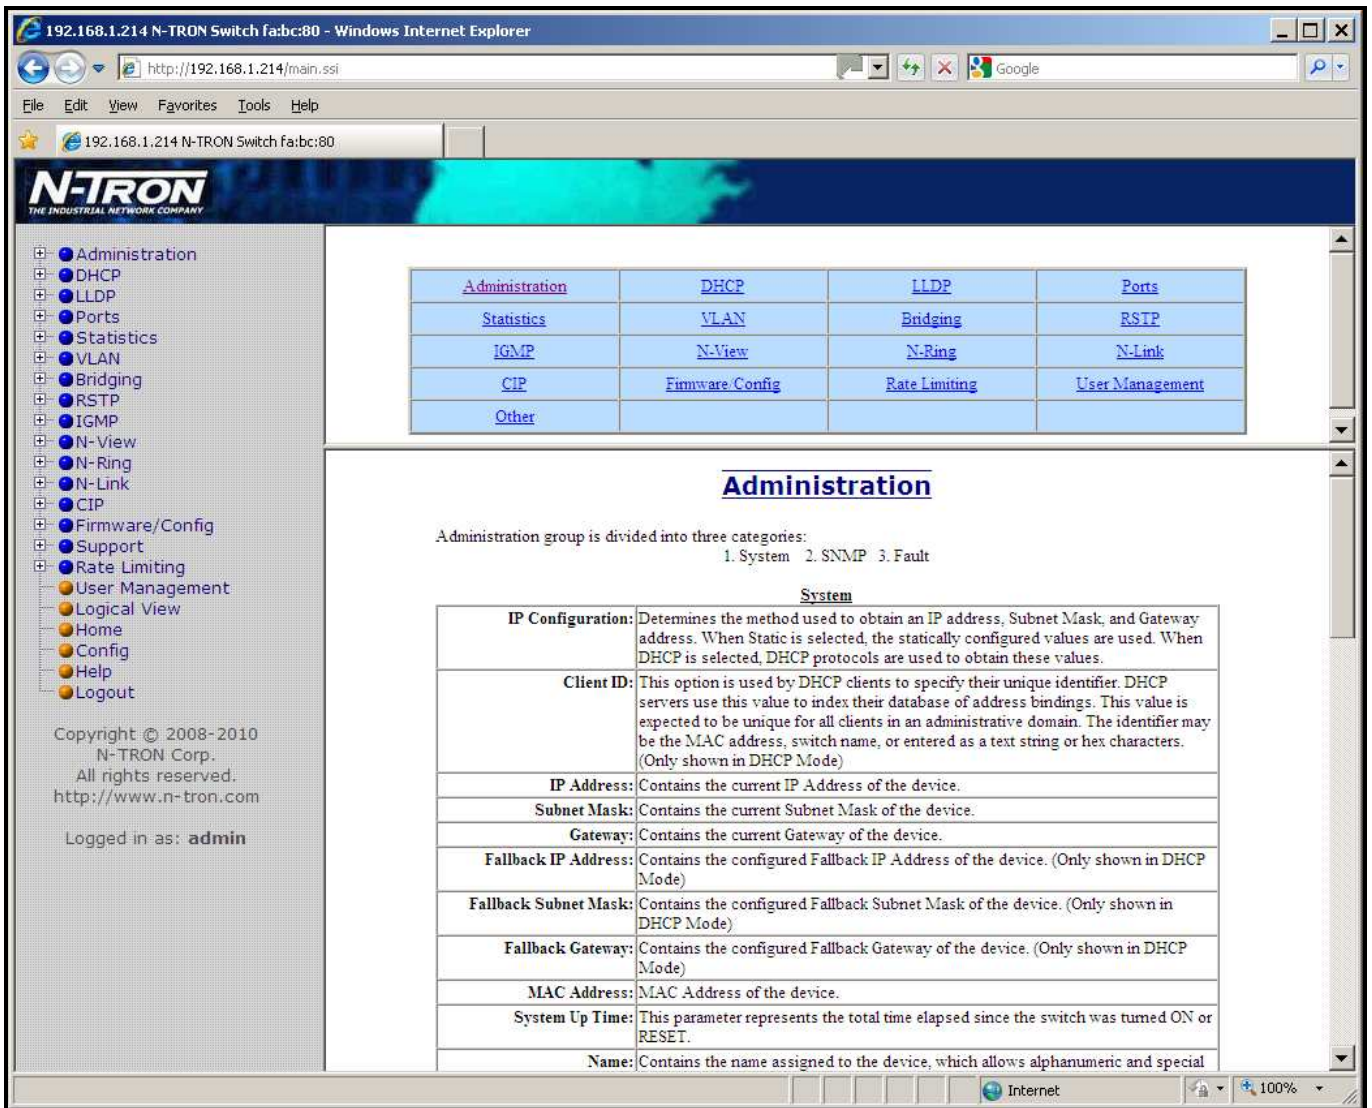 192.168.1.214 N-TRON Switch fa:bc:80 - Windows Internet Explorer
http://192.168.1.214/main.ssi
Google
File Edit View Favorites Tools Help
192.168.1.214 N-TRON Switch fa:bc:80
N-TRON
THE INDUSTRIAL NETWORK COMPANY
Administration
DHCP
LLDP
Ports
Statistics
VLAN
Bridging
RSTP
IGMP
N-View
N-Ring
N-Link
CIP
Firmware/Config
Support
Rate Limiting
User Management
Logical View
Home
Config
Help
Logout
Copyright © 2008-2010
N-TRON Corp.
All rights reserved.
http://www.n-tron.com
Logged in as: admin
Administration DHCP LLDP Ports
Statistics VLAN Bridging RSTP
IGMP N-View N-Ring N-Link
CIP Firmware/Config Rate Limiting User Management
Other
Administration
Administration group is divided into three categories:
1. System 2. SNMP 3. Fault
System
IP Configuration: Determines the method used to obtain an IP address, Subnet Mask, and Gateway
address. When Static is selected, the statically configured values are used. When
DHCP is selected, DHCP protocols are used to obtain these values.
Client ID: This option is used by DHCP clients to specify their unique identifier. DHCP
servers use this value to index their database of address bindings. This value is
expected to be unique for all clients in an administrative domain. The identifier may
be the MAC address, switch name, or entered as a text string or hex characters.
(Only shown in DHCP Mode)
IP Address: Contains the current IP Address of the device.
Subnet Mask: Contains the current Subnet Mask of the device.
Gateway: Contains the current Gateway of the device.
Fallback IP Address: Contains the configured Fallback IP Address of the device. (Only shown in DHCP
Mode)
Fallback Subnet Mask: Contains the configured Fallback Subnet Mask of the device. (Only shown in
DHCP Mode)
Fallback Gateway: Contains the configured Fallback Gateway of the device. (Only shown in DHCP
Mode)
MAC Address: MAC Address of the device.
System Up Time: This parameter represents the total time elapsed since the switch was turned ON or
RESET.
Name: Contains the name assigned to the device, which allows alphanumeric and special
Internet
100%